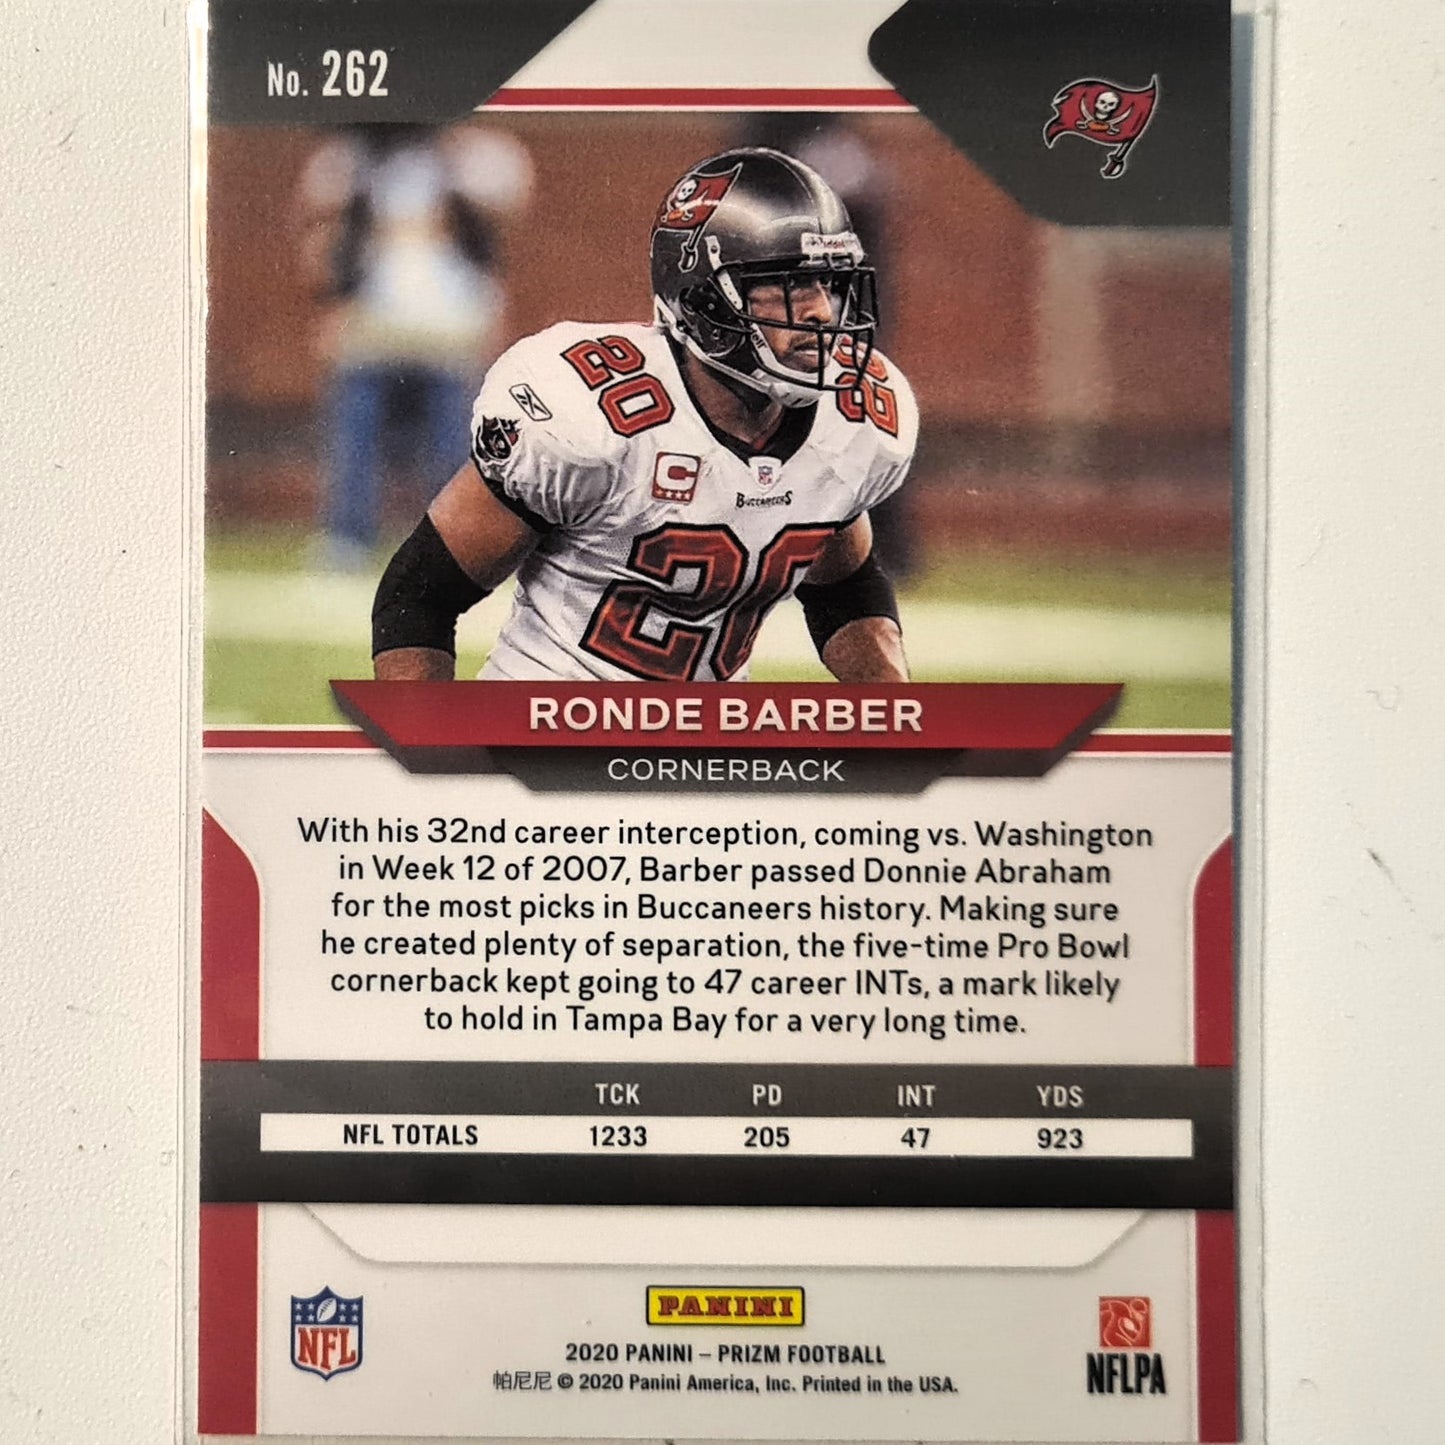 No. 262
20
20
BUCCANEERS
C
20
RONDE BARBER
CORNERBACK
With his 32nd career interception, coming vs. Washington
in Week 12 of 2007, Barber passed Donnie Abraham
for the most picks in Buccaneers history. Making sure
he created plenty of separation, the five-time Pro Bowl
cornerback kept going to 47 career INTs, a mark likely
to hold in Tampa Bay for a very long time.
TCK PD INT YDS
NFL TOTALS 1233 205 47 923
PANINI
NFL
2020 PANINI – PRIZM FOOTBALL
帕尼尼 © 2020 Panini America, Inc. Printed in the USA.
NFLPA